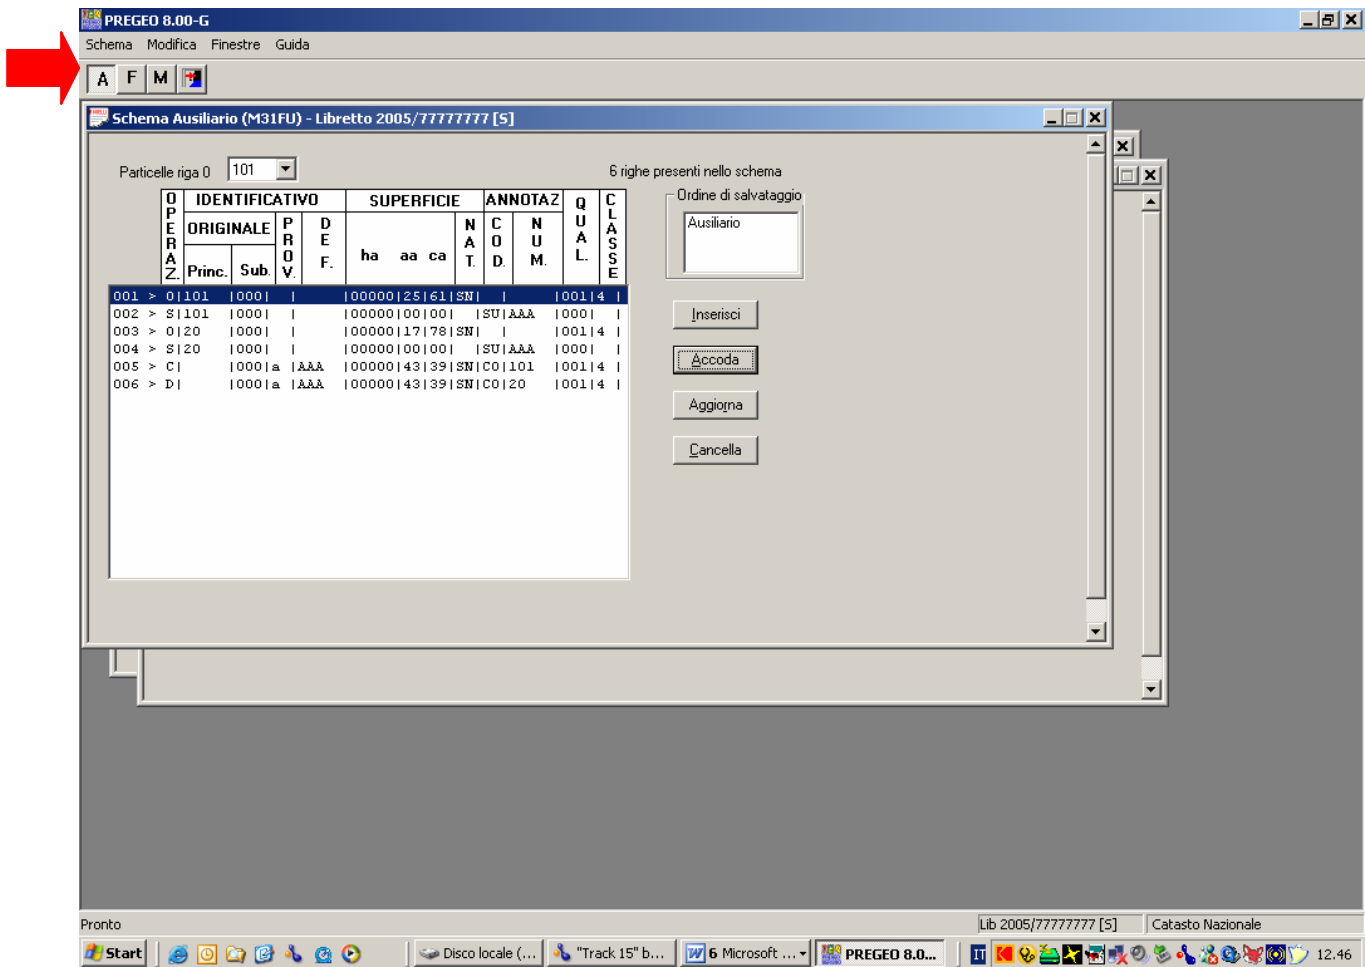 PREGEO 8.00-G
Schema Modifica Finestre Guida
A F M
Schema Ausiliario (M31FU) - Libretto 2005/77777777 [S]
Particelle riga 0 101 6 righe presenti nello schema
OPERAZ. IDENTIFICATIVO SUPERFICIE ANNOTAZ QUAL. CLASSE
ORIGINALE PROV. DEF. ha aa ca NAT. COD. NUM.
Princ. Sub.
001 > O|101 |000| | |00000|25|61|SN| | |001|4 |
002 > S|101 |000| | |00000|00|00| |SU|AAA |000| |
003 > O|20 |000| | |00000|17|78|SN| | |001|4 |
004 > S|20 |000| | |00000|00|00| |SU|AAA |000| |
005 > C| |000|a |AAA |00000|43|39|SN|CO|101 |001|4 |
006 > D| |000|a |AAA |00000|43|39|SN|CO|20 |001|4 |
Ordine di salvataggio
Ausiliario
Inserisci
Accoda
Aggiorna
Cancella
Pronto Lib 2005/77777777 [S] Catasto Nazionale
Start Disco locale (... "Track 15" b... 6 Microsoft ... PREGEO 8.0... IT 12.46